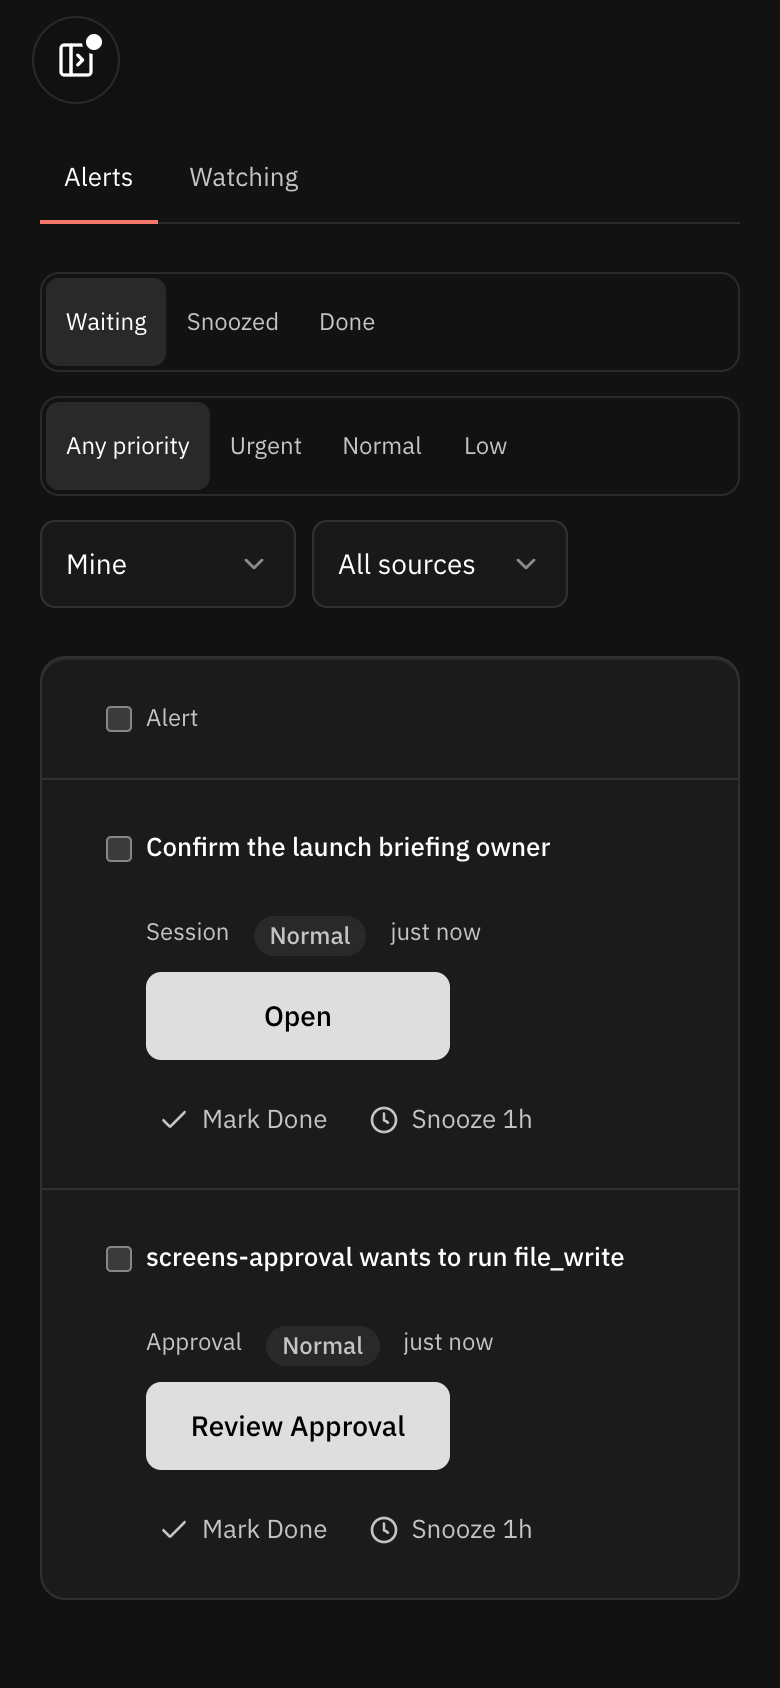 Alerts Watching
Waiting Snoozed Done
Any priority Urgent Normal Low
Mine All sources
Alert
Confirm the launch briefing owner
Session Normal just now
Open
Mark Done Snooze 1h
screens-approval wants to run file_write
Approval Normal just now
Review Approval
Mark Done Snooze 1h